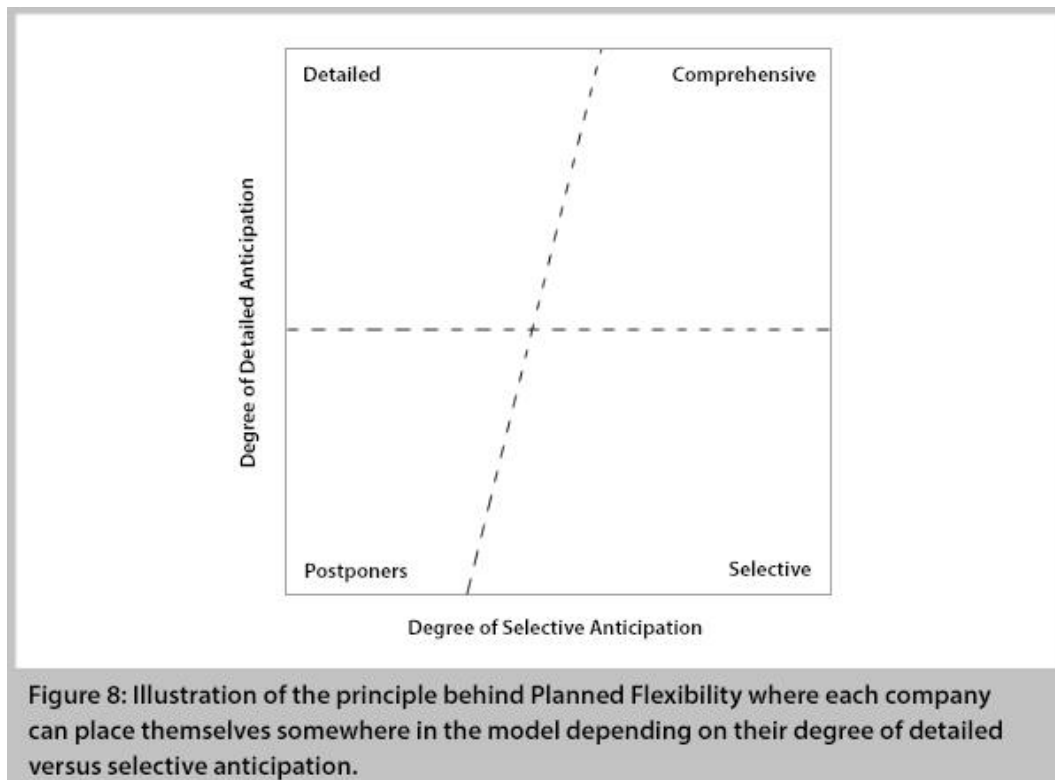 Detailed
Comprehensive
Degree of Detailed Anticipation
Postponers
Selective
Degree of Selective Anticipation
Figure 8: Illustration of the principle behind Planned Flexibility where each company
can place themselves somewhere in the model depending on their degree of detailed
versus selective anticipation.